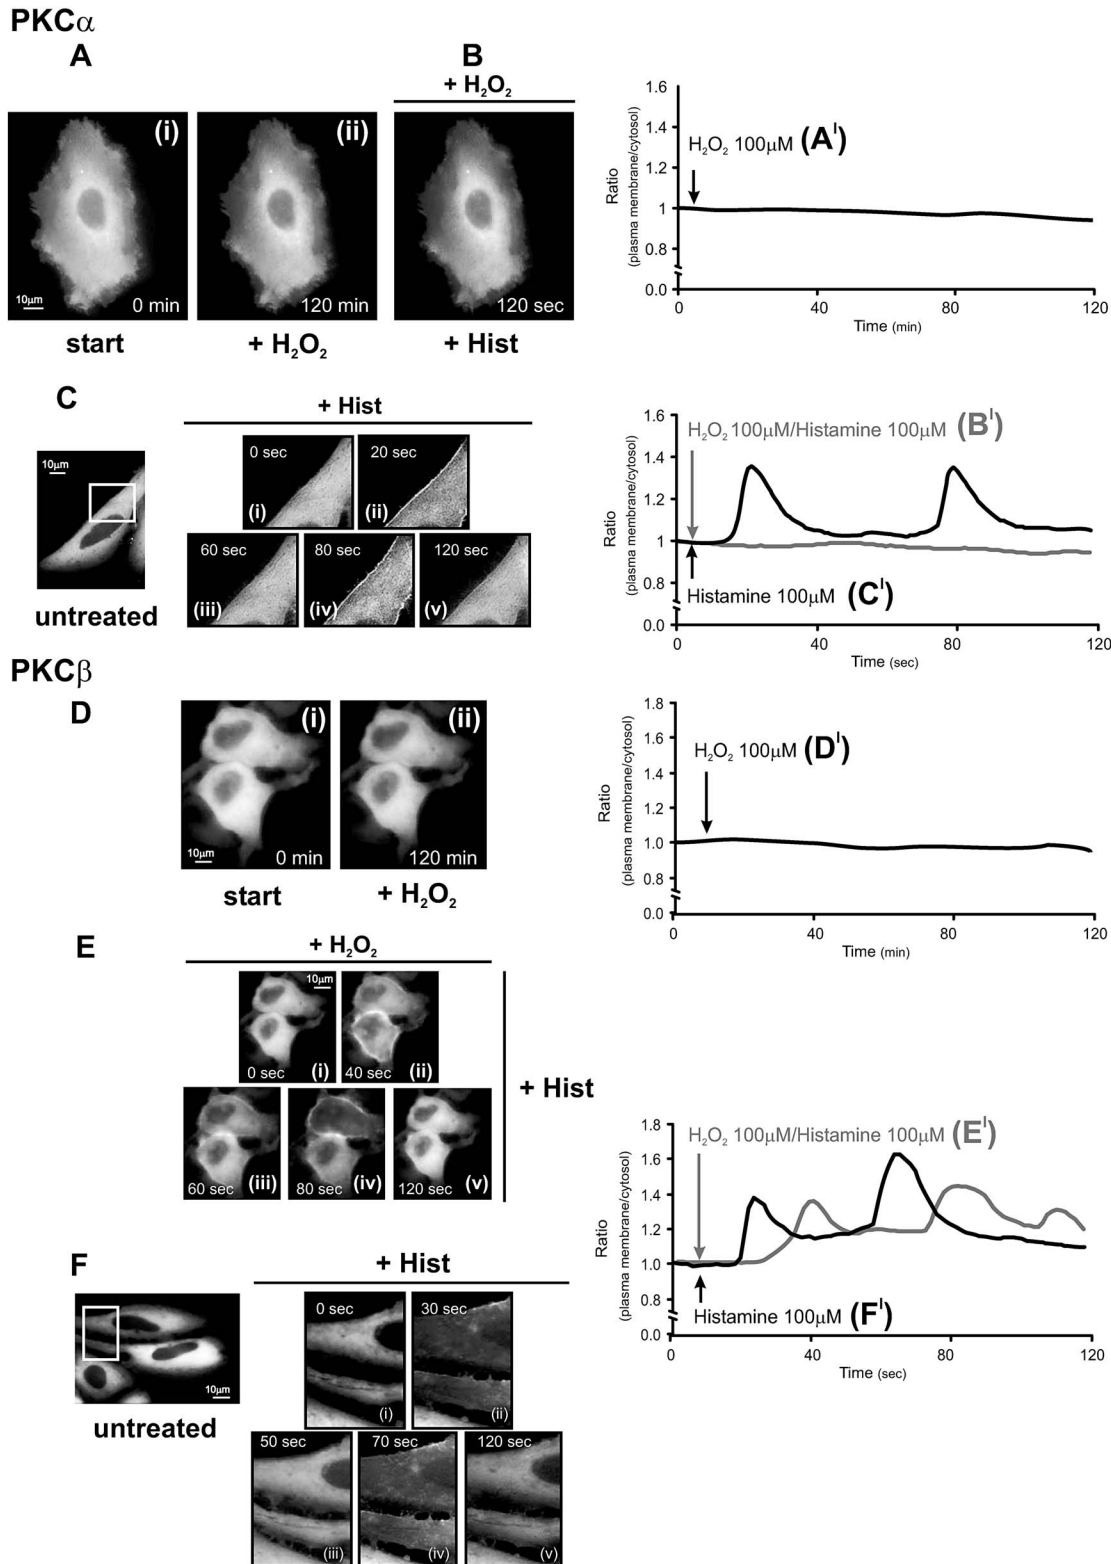 PKCα
A
B
+ H₂O₂
(i)
(ii)
10μm
0 min
120 min
120 sec
start
+ H₂O₂
+ Hist
1.6
1.4
1.2
1
0.8
0.0
Ratio
(plasma membrane/cytosol)
H₂O₂ 100μM (Aᴵ)
0
40
80
120
Time (min)
C
+ Hist
10μm
untreated
0 sec
(i)
20 sec
(ii)
60 sec
(iii)
80 sec
(iv)
120 sec
(v)
1.6
1.4
1.2
1
0.8
0.0
Ratio
(plasma membrane/cytosol)
H₂O₂ 100μM/Histamine 100μM (Bᴵ)
Histamine 100μM (Cᴵ)
0
40
80
120
Time (sec)
PKCβ
D
(i)
(ii)
10μm
0 min
120 min
start
+ H₂O₂
1.8
1.6
1.4
1.2
1.0
0.8
0.0
Ratio
(plasma membrane/cytosol)
H₂O₂ 100μM (Dᴵ)
0
40
80
120
Time (min)
E
+ H₂O₂
10μm
0 sec
(i)
40 sec
(ii)
60 sec
(iii)
80 sec
(iv)
120 sec
(v)
+ Hist
1.8
1.6
1.4
1.2
1.0
0.8
0.0
Ratio
(plasma membrane/cytosol)
H₂O₂ 100μM/Histamine 100μM (Eᴵ)
Histamine 100μM (Fᴵ)
0
40
80
120
Time (sec)
F
+ Hist
10μm
untreated
0 sec
(i)
30 sec
(ii)
50 sec
(iii)
70 sec
(iv)
120 sec
(v)